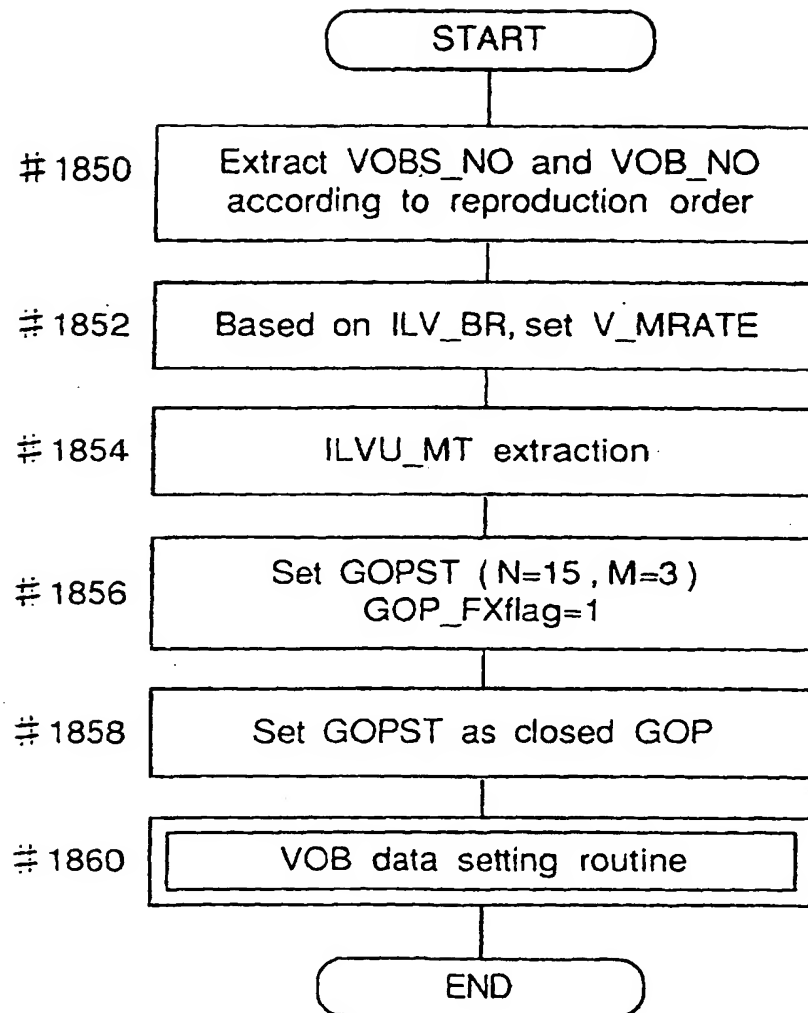 START
#1850
Extract VOBS_NO and VOB_NO
according to reproduction order
#1852
Based on ILV_BR, set V_MRATE
#1854
ILVU_MT extraction
#1856
Set GOPST (N=15, M=3)
GOP_FXflag=1
#1858
Set GOPST as closed GOP
#1860
VOB data setting routine
END